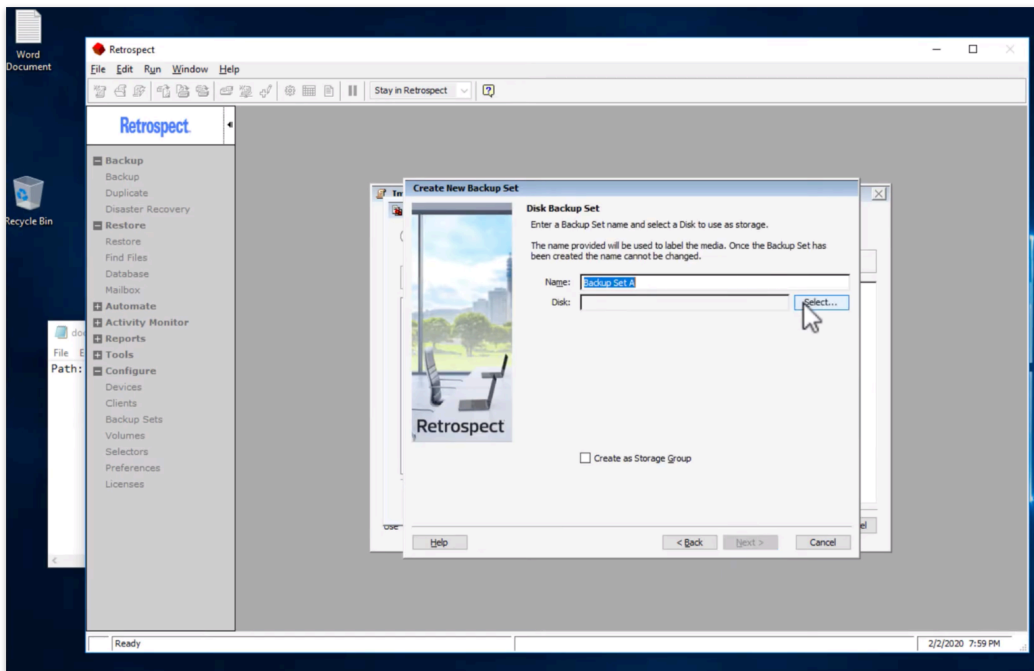 Word
Document
Recycle Bin
Retrospect
File Edit Run Window Help
Stay in Retrospect
Retrospect
Backup
Backup
Duplicate
Disaster Recovery
Restore
Restore
Find Files
Database
Mailbox
Automate
Activity Monitor
Reports
Tools
Configure
Devices
Clients
Backup Sets
Volumes
Selectors
Preferences
Licenses
File
Path:
Create New Backup Set
Disk Backup Set
Enter a Backup Set name and select a Disk to use as storage.
The name provided will be used to label the media. Once the Backup Set has
been created the name cannot be changed.
Name: Backup Set A
Disk: Select...
Retrospect
Create as Storage Group
Help < Back Next > Cancel
Ready 2/2/2020 7:59 PM